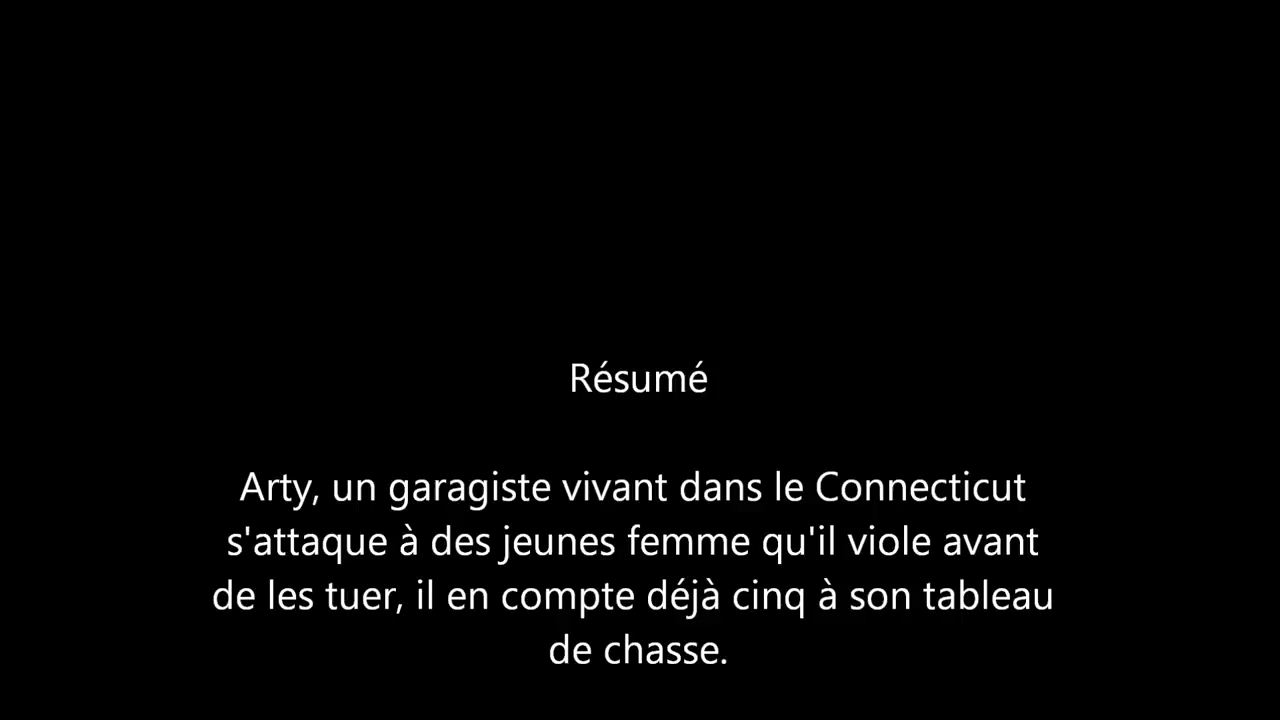 Résumé
Arty, un garagiste vivant dans le Connecticut
s'attaque à des jeunes femme qu'il viole avant
de les tuer, il en compte déjà cinq à son tableau
de chasse.